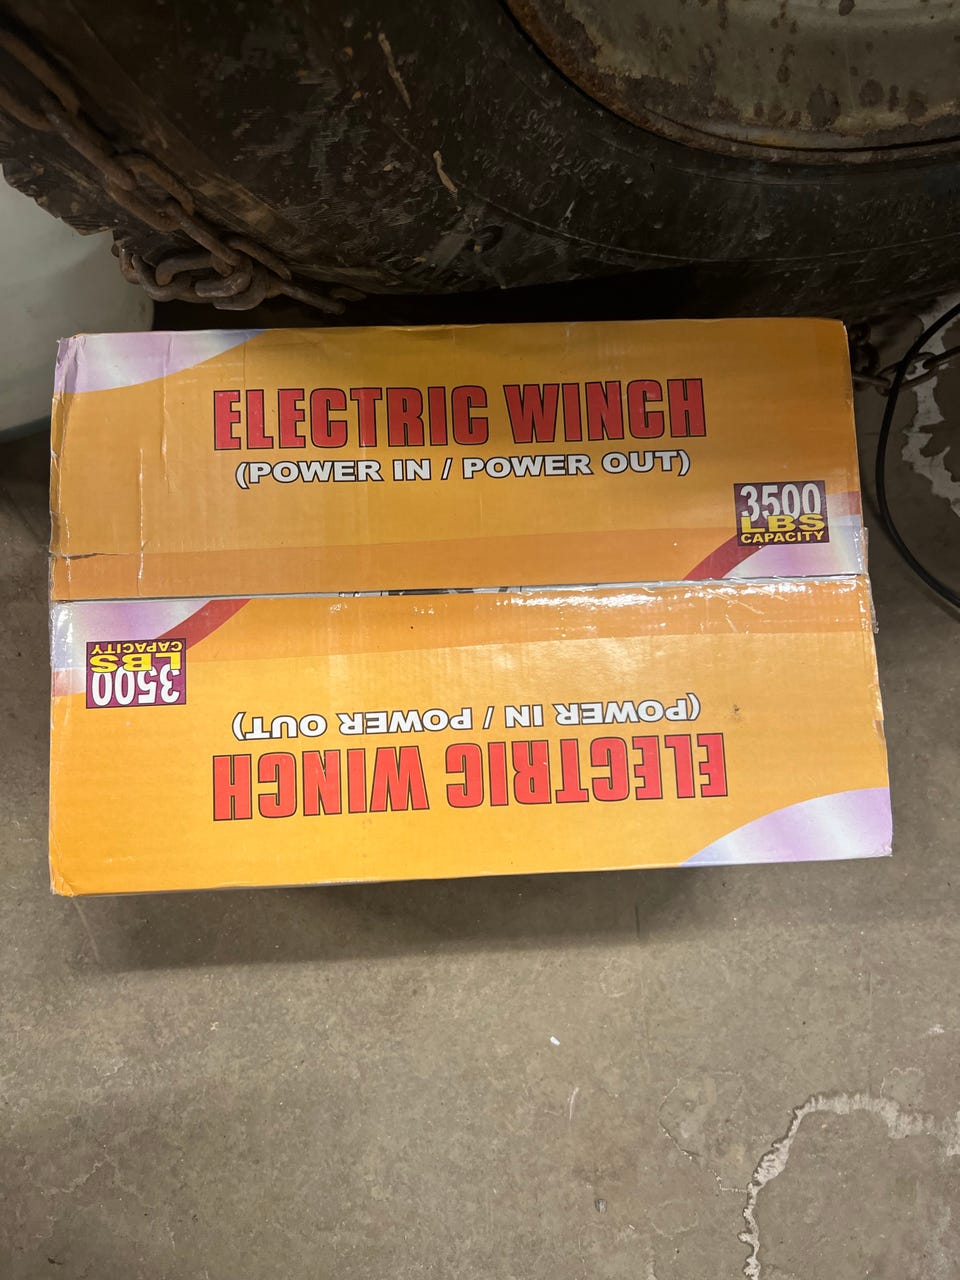 ELECTRIC WINCH
(POWER IN / POWER OUT)
3500
LBS
CAPACITY
ELECTRIC WINCH
(POWER IN / POWER OUT)
3500
LBS
CAPACITY